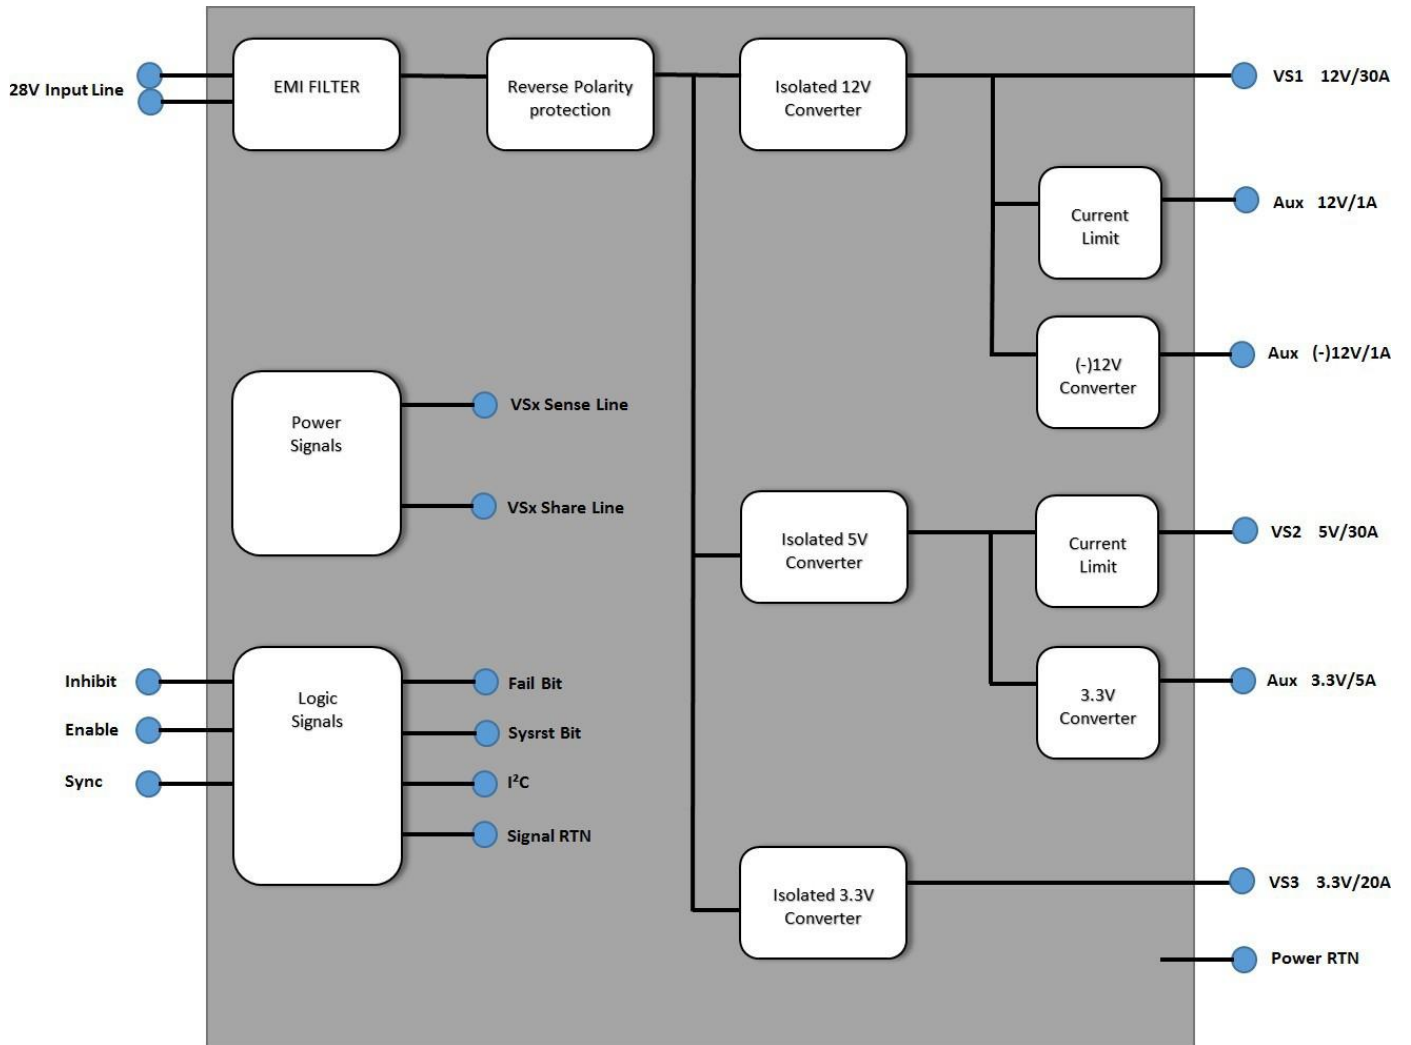 28V Input Line
EMI FILTER
Reverse Polarity
protection
Isolated 12V
Converter
VS1 12V/30A
Current
Limit
Aux 12V/1A
(-)12V
Converter
Aux (-)12V/1A
Power
Signals
VSx Sense Line
VSx Share Line
Isolated 5V
Converter
Current
Limit
VS2 5V/30A
3.3V
Converter
Aux 3.3V/5A
Inhibit
Enable
Sync
Logic
Signals
Fail Bit
Sysrst Bit
I²C
Signal RTN
Isolated 3.3V
Converter
VS3 3.3V/20A
Power RTN